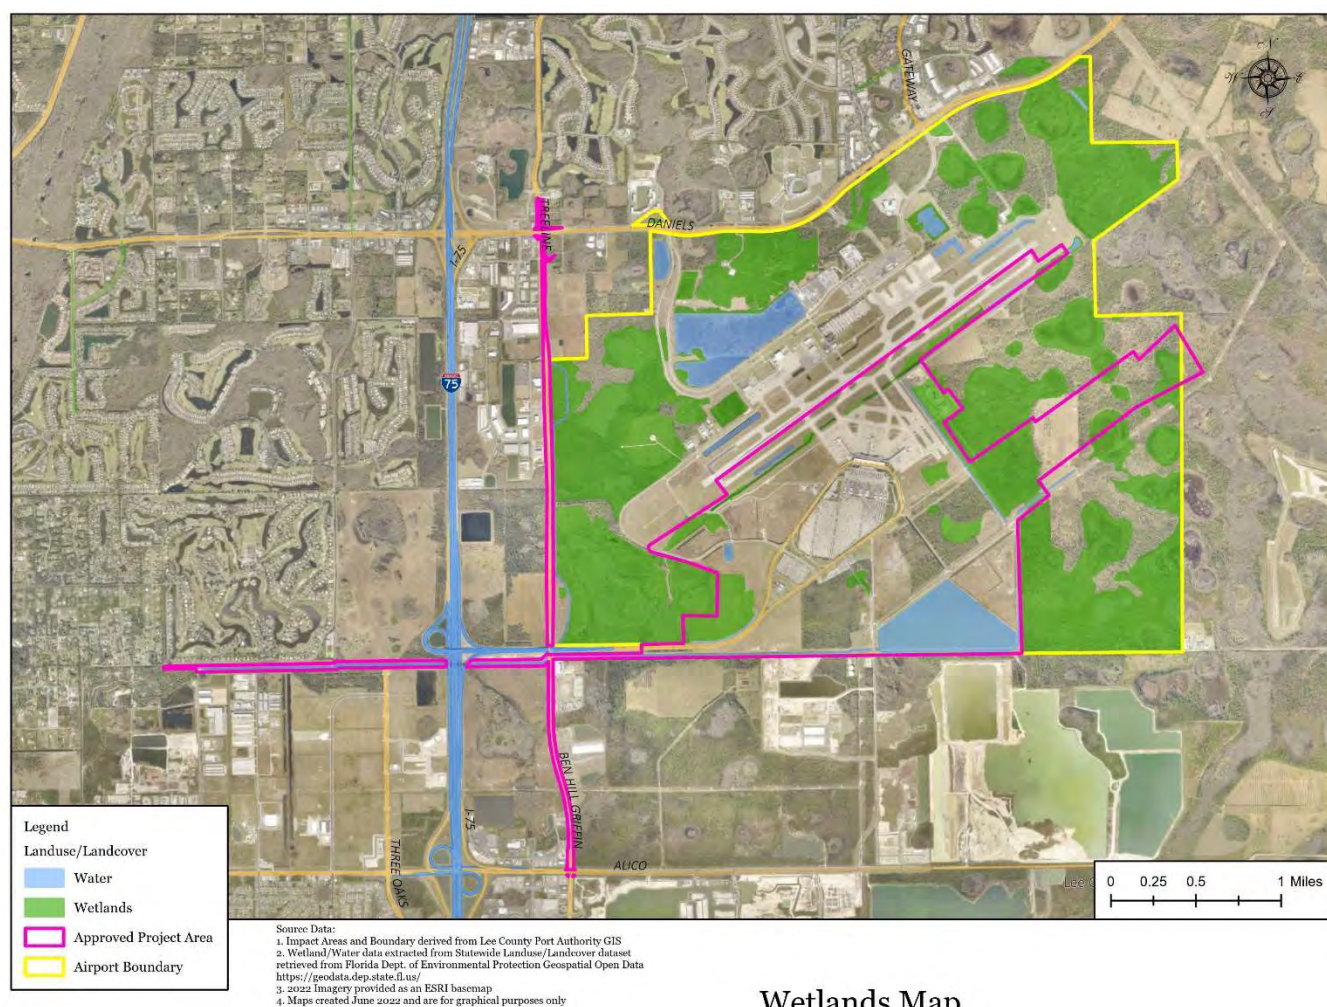 N
W
S
GATEWAY
TREELINE
DANIELS
I-75
75
BEN HILL GRIFFIN
I-75
THREE OAKS
ALICO
Lee
Legend
Landuse/Landcover
Water
Wetlands
Approved Project Area
Airport Boundary
0 0.25 0.5 1 Miles
Source Data:
1. Impact Areas and Boundary derived from Lee County Port Authority GIS
2. Wetland/Water data extracted from Statewide Landuse/Landcover dataset
retrieved from Florida Dept. of Environmental Protection Geospatial Open Data
https://geodata.dep.state.fl.us/
3. 2022 Imagery provided as an ESRI basemap
4. Maps created June 2022 and are for graphical purposes only
Wetlands Map